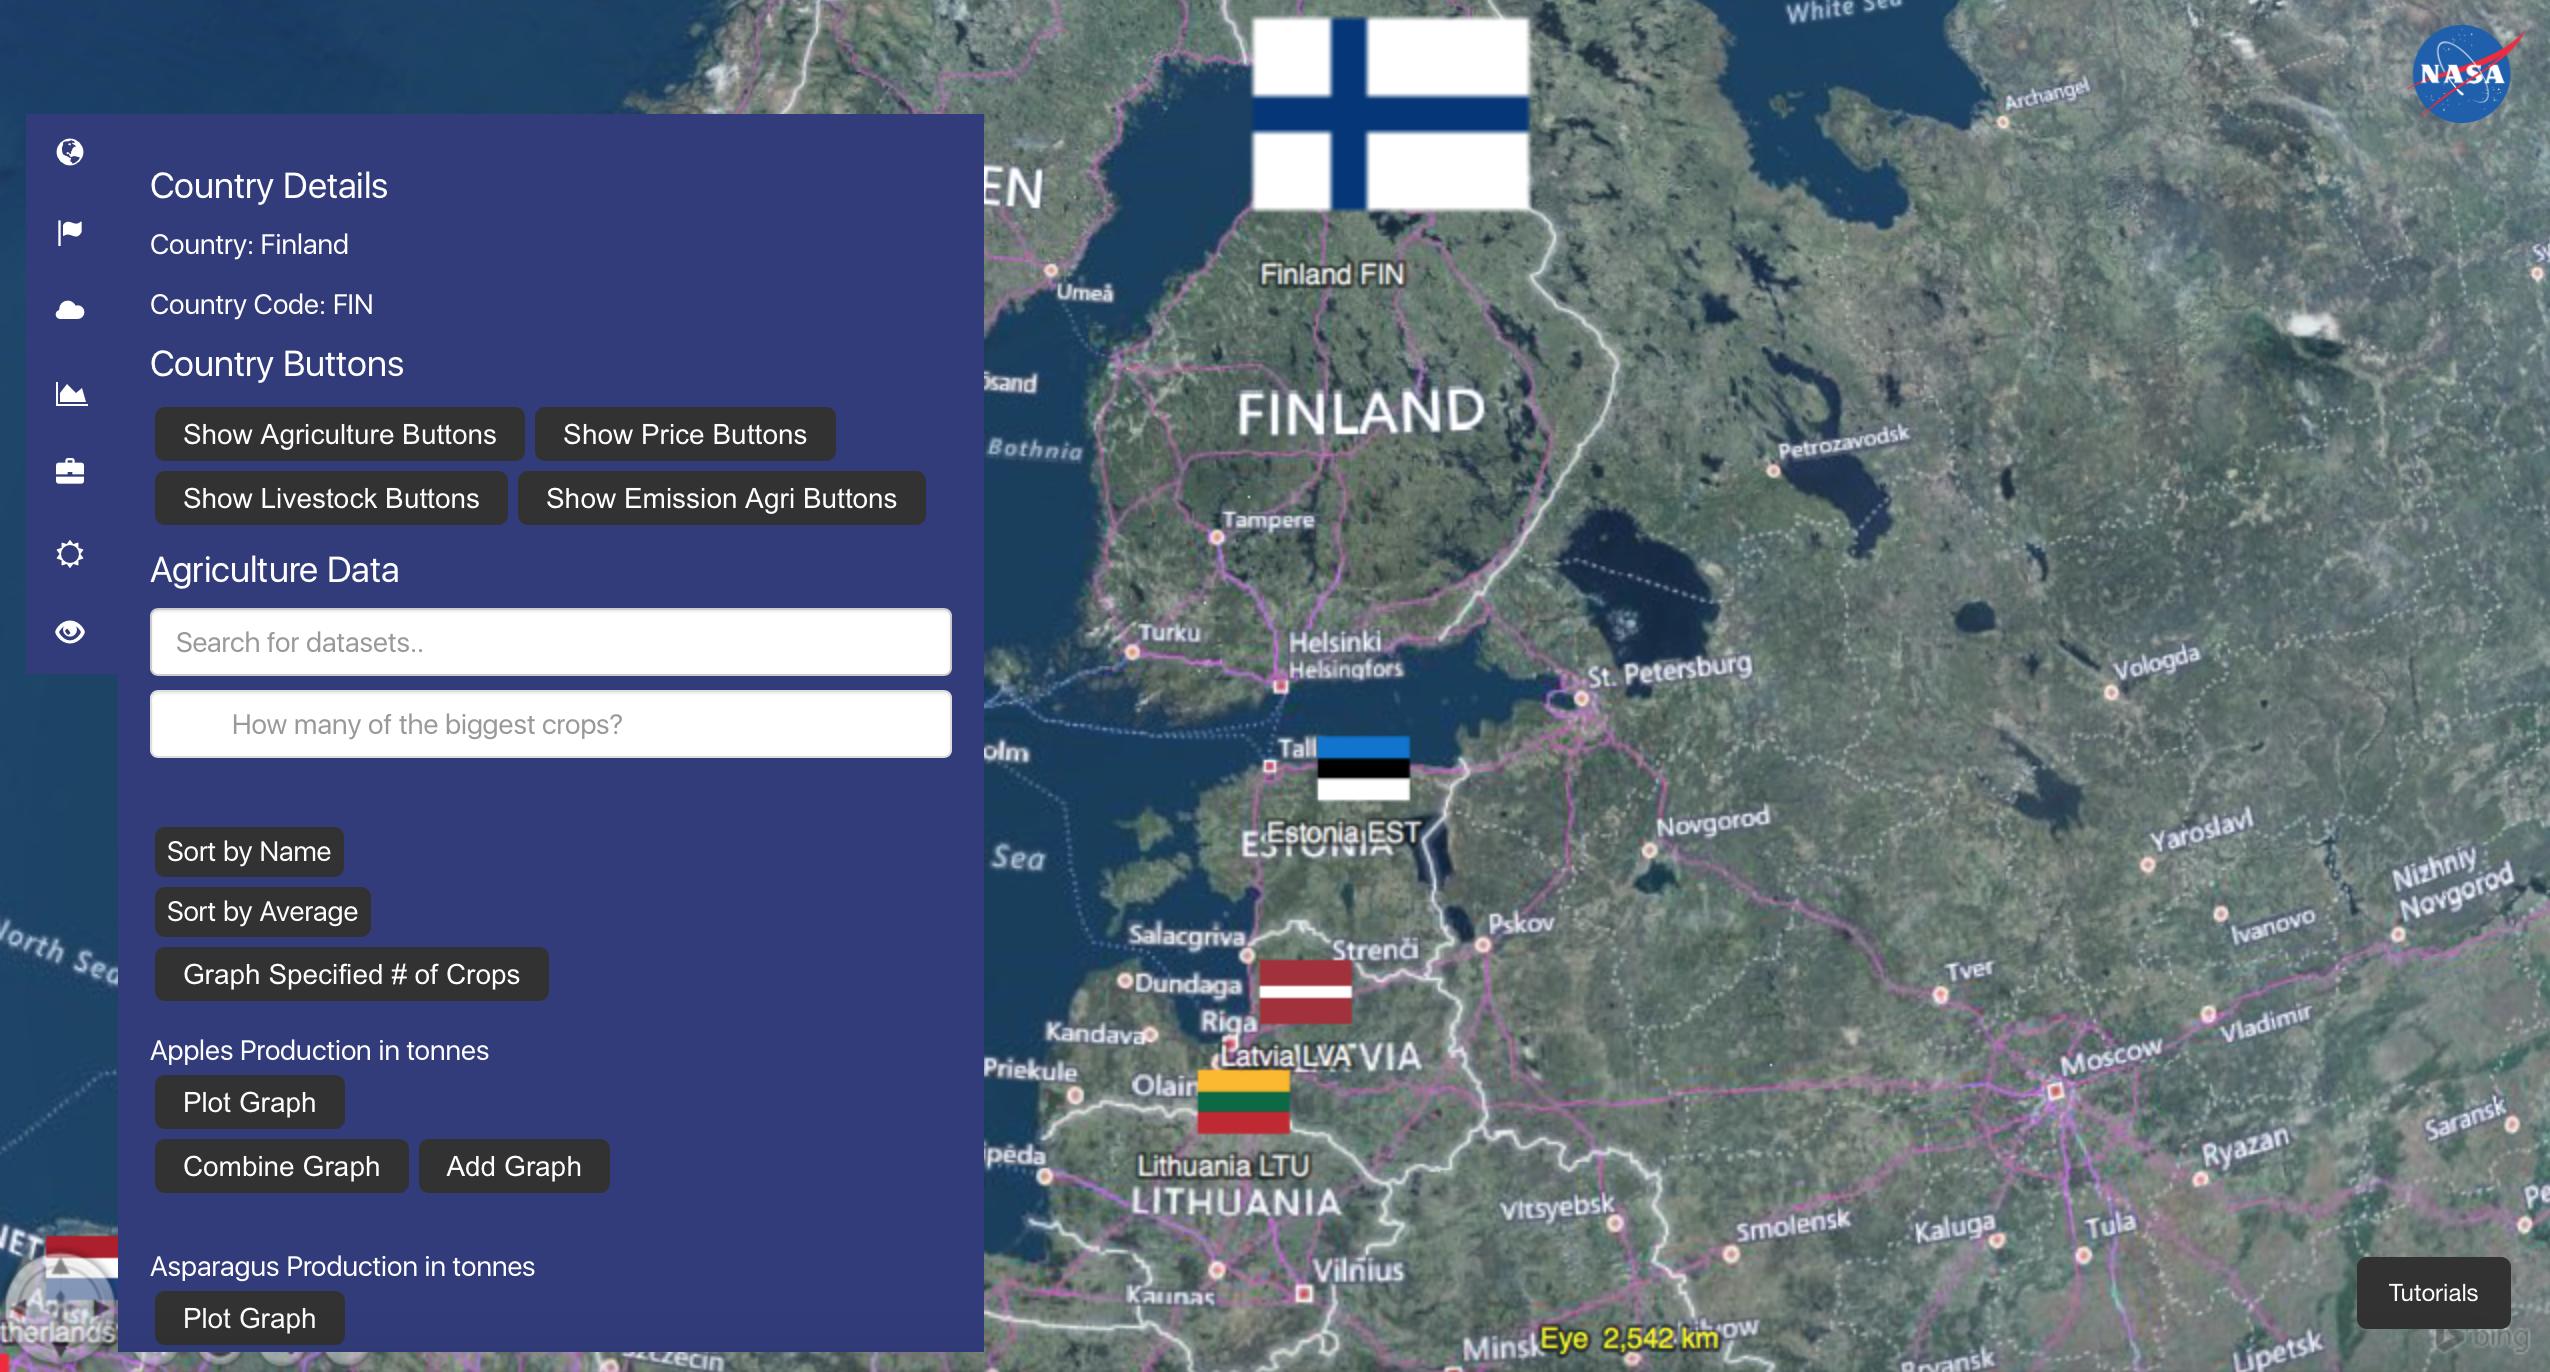 Country Details
Country: Finland
Country Code: FIN
Country Buttons
Show Agriculture Buttons
Show Price Buttons
Show Livestock Buttons
Show Emission Agri Buttons
Agriculture Data
Search for datasets..
How many of the biggest crops?
Sort by Name
Sort by Average
Graph Specified # of Crops
Apples Production in tonnes
Plot Graph
Combine Graph
Add Graph
Asparagus Production in tonnes
Plot Graph
White Sea
NASA
Archangel
EN
Finland FIN
Umeå
FINLAND
Bothnia
Petrozavodsk
Tampere
Turku
Helsinki
Helsingfors
St. Petersburg
Vologda
olm
Tall
Estonia EST
ESTONIA
Sea
Novgorod
Yaroslavl
Nizhniy
Novgorod
Ivanovo
Salacgriva
Strenči
Pskov
Dundaga
Tver
Kandava
Riga
Latvia LVA
VIA
Vladimir
Moscow
Priekule
Olain
Saransk
Ryazan
pėda
Lithuania LTU
LITHUANIA
Vitsyebsk
Smolensk
Kaluga
Tula
Vilnius
Kaunas
North Sea
NET
therlands
Minsk
Eye 2,542 km
Tutorials
bing
Bryansk
Lipetsk